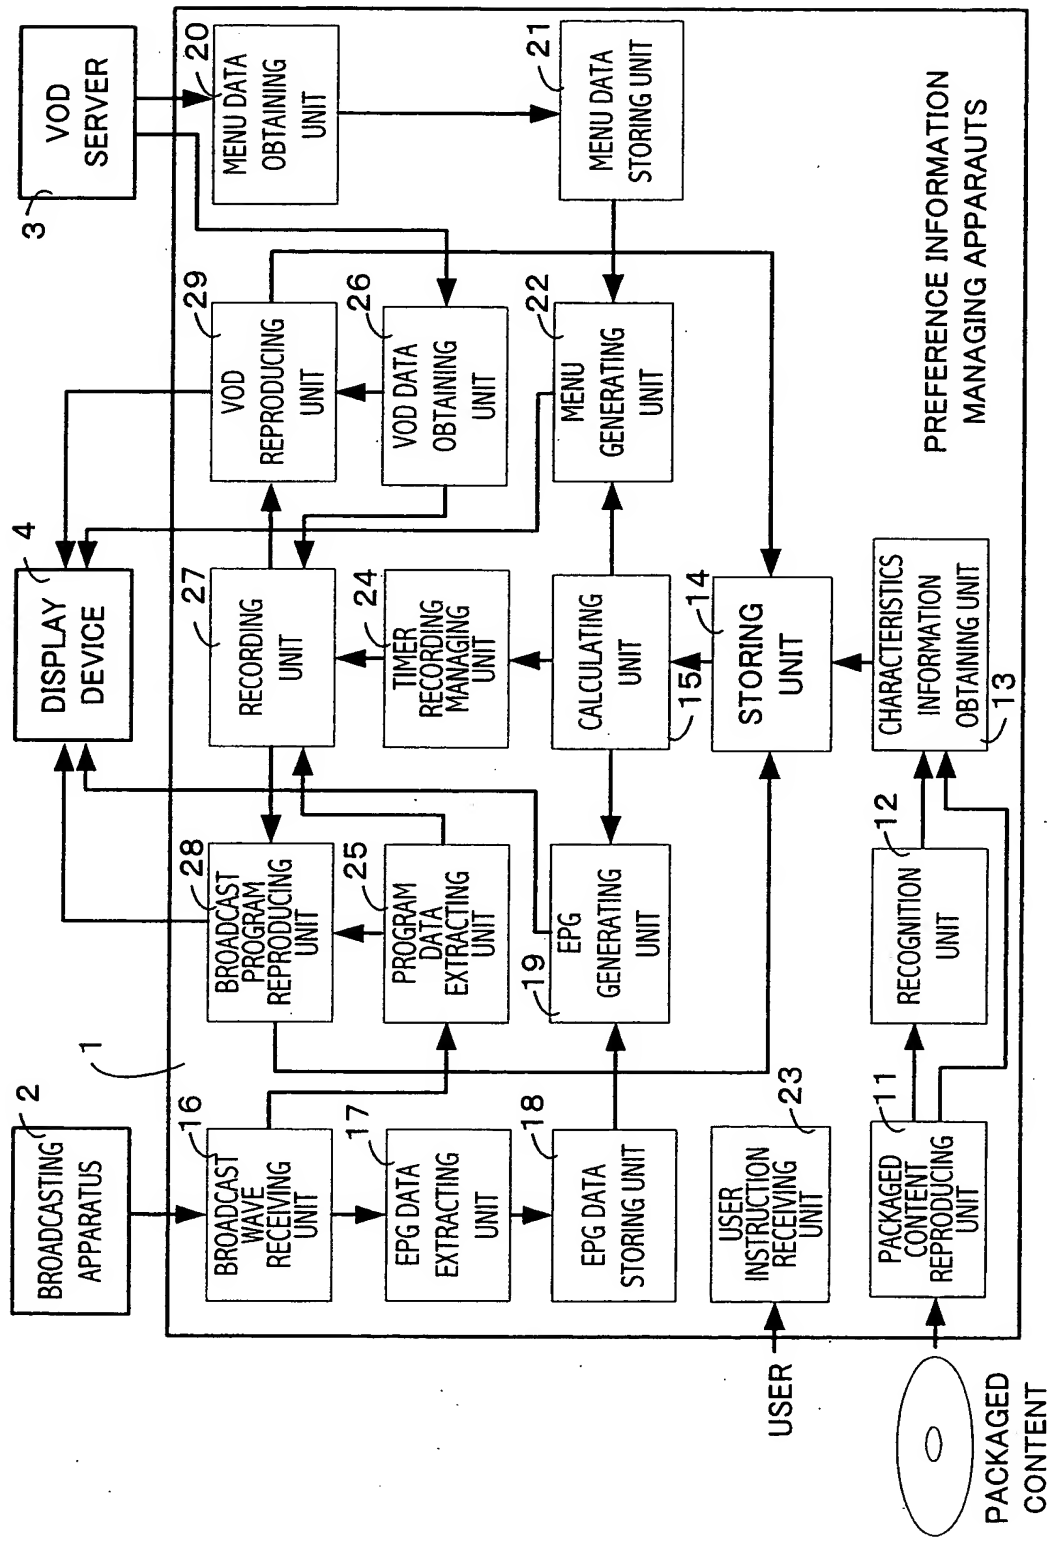 BROADCASTING
APPARATUS
2
DISPLAY
DEVICE
4
VOD
SERVER
3
1
BROADCAST
WAVE
RECEIVING
UNIT
16
BROADCAST
PROGRAM
REPRODUCING
UNIT
28
RECORDING
UNIT
27
VOD
REPRODUCING
UNIT
29
MENU DATA
OBTAINING
UNIT
20
EPG DATA
EXTRACTING
UNIT
17
PROGRAM
DATA
EXTRACTING
UNIT
25
TIMER
RECORDING
MANAGING
UNIT
24
VOD DATA
OBTAINING
UNIT
26
EPG DATA
STORING UNIT
18
EPG
GENERATING
UNIT
19
CALCULATING
UNIT
15
MENU
GENERATING
UNIT
22
MENU DATA
STORING UNIT
21
USER
USER
INSTRUCTION
RECEIVING
UNIT
23
STORING
UNIT
14
PACKAGED
CONTENT
PACKAGED
CONTENT
REPRODUCING
UNIT
11
RECOGNITION
UNIT
12
CHARACTERISTICS
INFORMATION
OBTAINING UNIT
13
PREFERENCE INFORMATION
MANAGING APPARAUTS